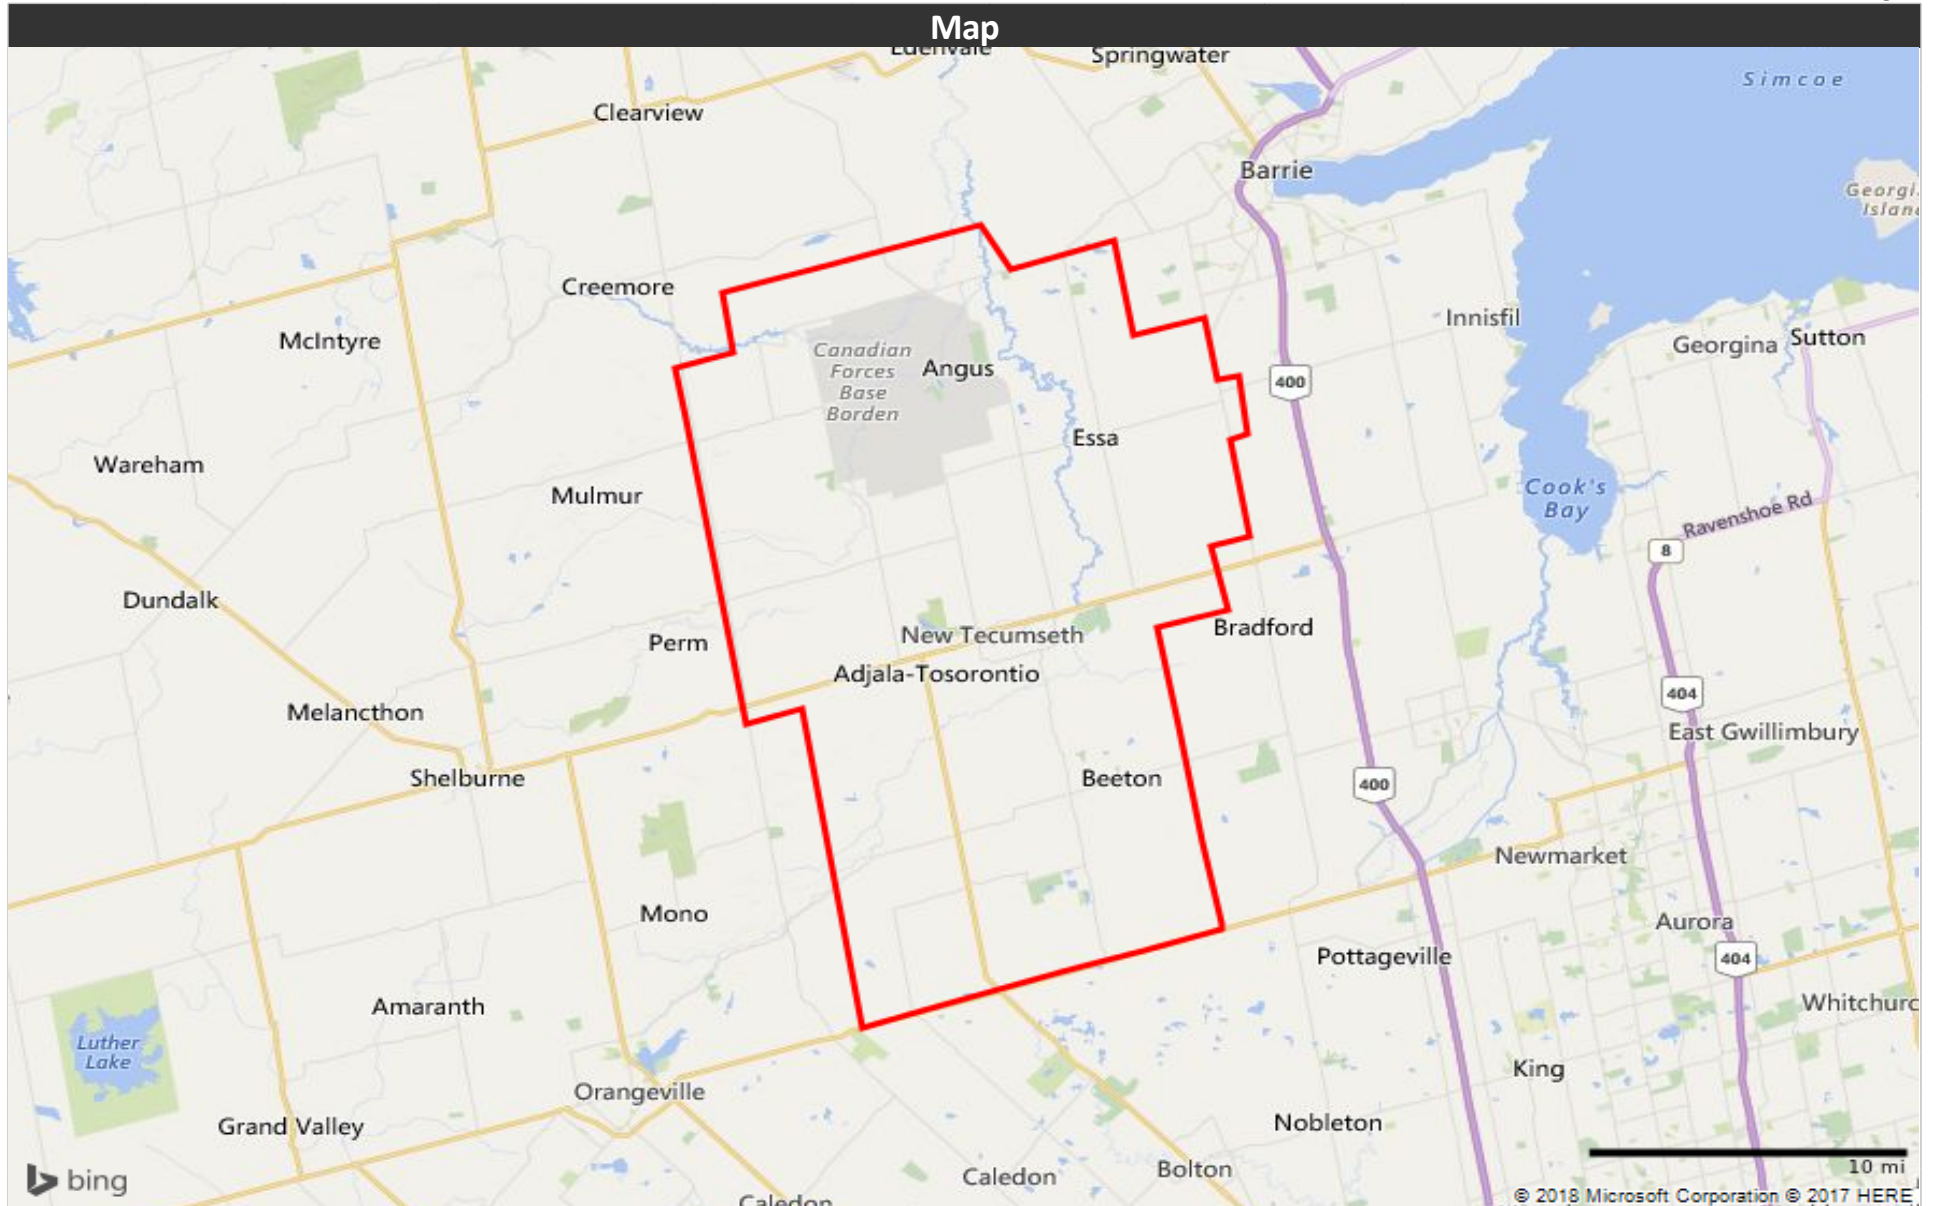 Map
Edenvale
Springwater
Simcoe
Clearview
Barrie
Georgi
Islan
Creemore
Innisfil
McIntyre
Georgina
Sutton
Canadian
Forces
Base
Borden
Angus
400
Essa
Wareham
Mulmur
Cook's
Bay
Ravenshoe Rd
8
Dundalk
New Tecumseth
Bradford
Perm
Adjala-Tosorontio
404
Melancthon
East Gwillimbury
Shelburne
Beeton
400
Newmarket
Mono
Aurora
Pottageville
404
Amaranth
Whitchurc
Luther
Lake
King
Orangeville
Grand Valley
Nobleton
Caledon
Bolton
10 mi
bing
Caledon
© 2018 Microsoft Corporation © 2017 HERE